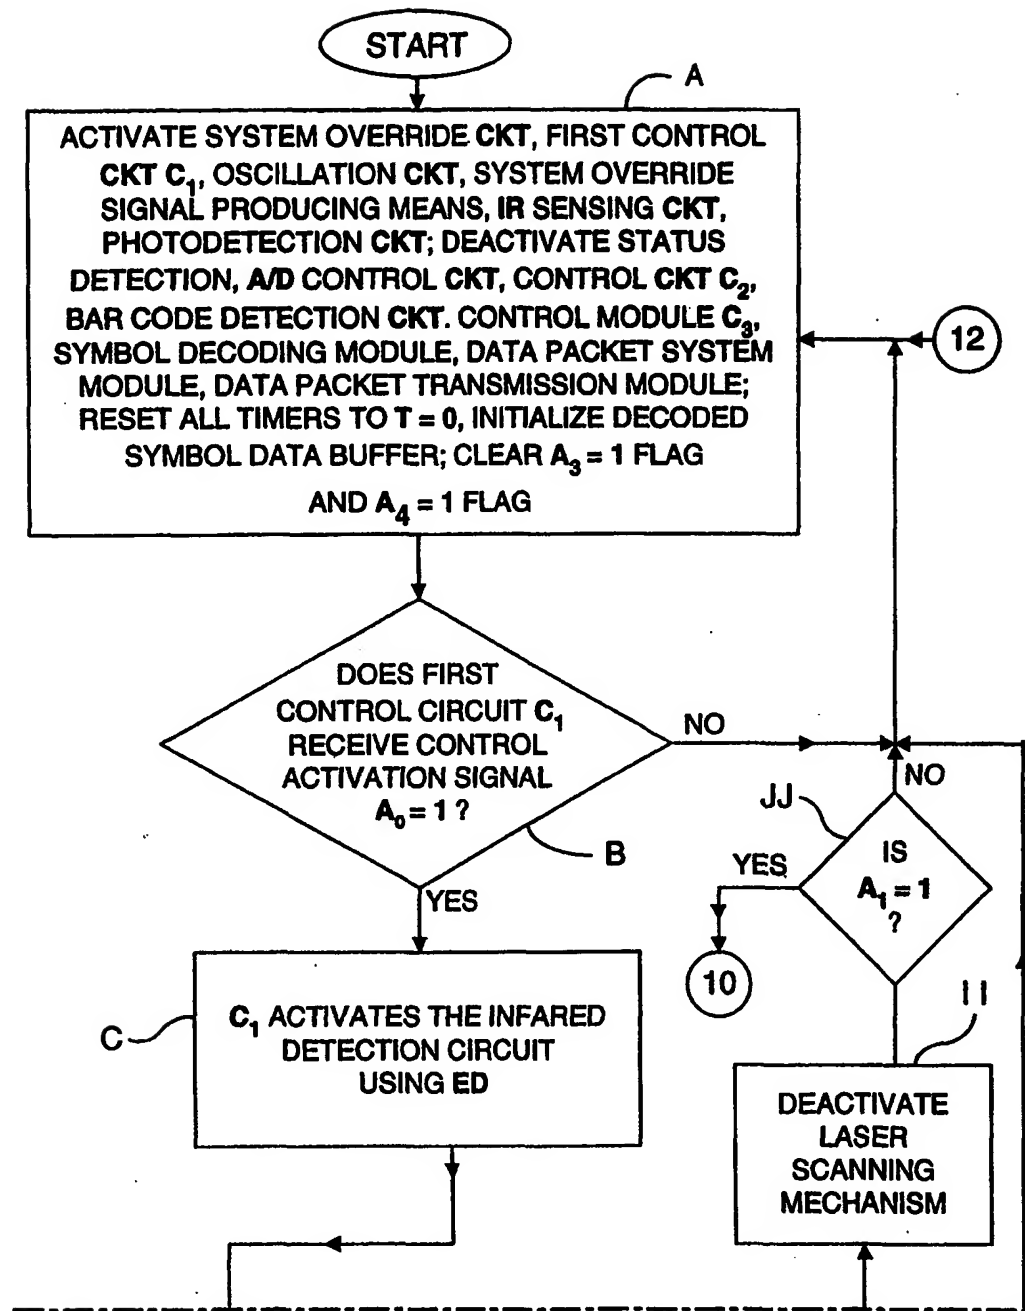 START
A
ACTIVATE SYSTEM OVERRIDE CKT, FIRST CONTROL
CKT C₁, OSCILLATION CKT, SYSTEM OVERRIDE
SIGNAL PRODUCING MEANS, IR SENSING CKT,
PHOTODETECTION CKT; DEACTIVATE STATUS
DETECTION, A/D CONTROL CKT, CONTROL CKT C₂,
BAR CODE DETECTION CKT. CONTROL MODULE C₃,
SYMBOL DECODING MODULE, DATA PACKET SYSTEM
MODULE, DATA PACKET TRANSMISSION MODULE;
RESET ALL TIMERS TO T = 0, INITIALIZE DECODED
SYMBOL DATA BUFFER; CLEAR A₃ = 1 FLAG
AND A₄ = 1 FLAG
12
DOES FIRST
CONTROL CIRCUIT C₁
RECEIVE CONTROL
ACTIVATION SIGNAL
A₀ = 1 ?
NO
B
YES
NO
JJ
IS
A₁ = 1
?
YES
10
C
C₁ ACTIVATES THE INFARED
DETECTION CIRCUIT
USING ED
II
DEACTIVATE
LASER
SCANNING
MECHANISM